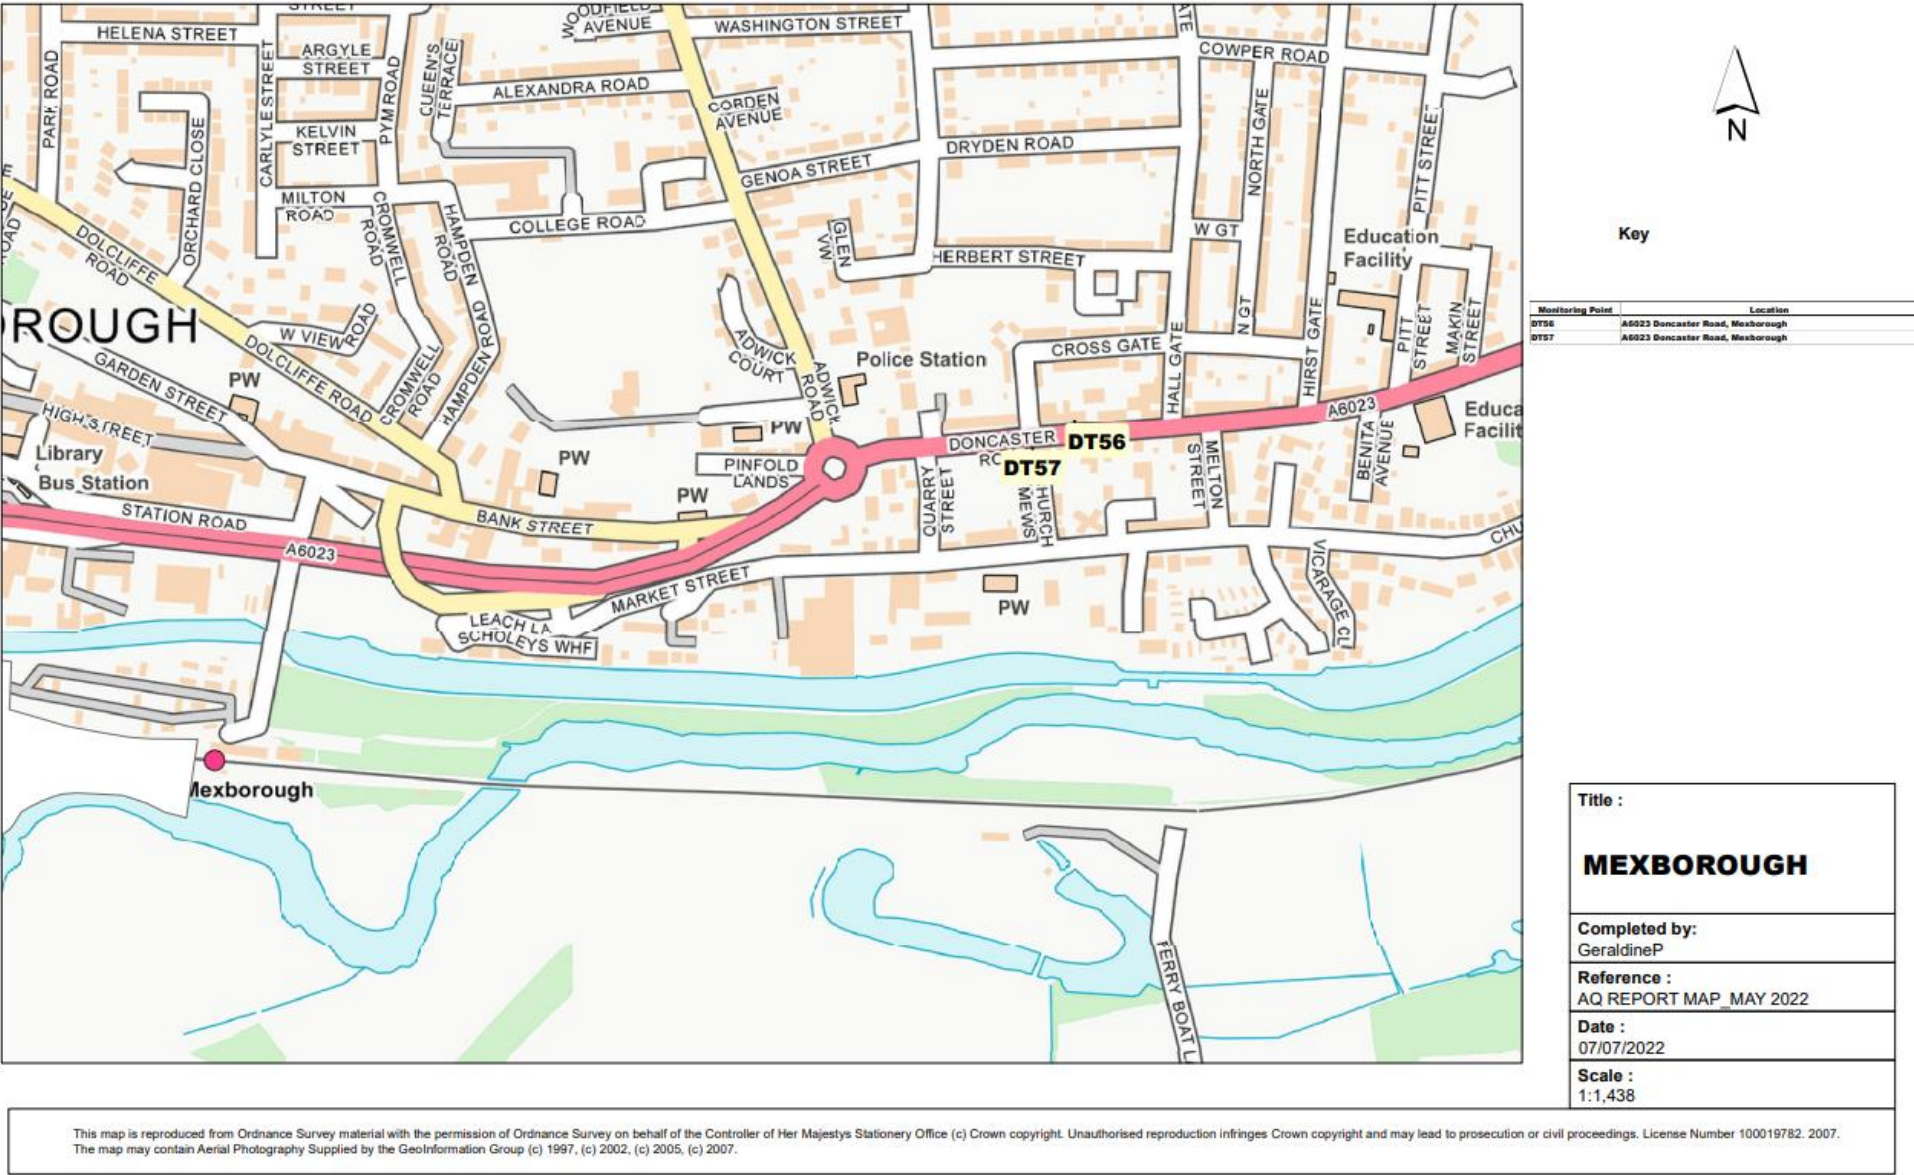 STREET
HELENA STREET
ARGYLE
STREET
PARK ROAD
CARLYLE STREET
PYM ROAD
QUEEN'S
TERRACE
WOODFIELD
AVENUE
WASHINGTON STREET
ALEXANDRA ROAD
COBDEN
AVENUE
COWPER ROAD
KELVIN
STREET
ORCHARD CLOSE
MILTON
ROAD
CROMWELL
ROAD
HAMPDEN
ROAD
COLLEGE ROAD
GENOA STREET
DRYDEN ROAD
NORTH GATE
PITT STREET
GLEN
VW
HERBERT STREET
W GT
Education
Facility
DOLCLIFFE
ROAD
ROAD
OROUGH
W VIEW
ROAD
GARDEN STREET
DOLCLIFFE ROAD
CROMWELL
ROAD
HAMPDEN ROAD
PW
HIGH STREET
Library
Bus Station
STATION ROAD
A6023
ADWICK
COURT
ADWICK
ROAD
Police Station
CROSS GATE
HALL GATE
N GT
HIRST GATE
PITT
STREET
MAKIN
STREET
A6023
BENITA
AVENUE
Educa
Facilit
PW
PW
PINFOLD
LANDS
PW
BANK STREET
DONCASTER
RO
DT56
DT57
QUARRY
STREET
HURCH
MEWS
MELTON
STREET
MARKET STREET
LEACH LA
SCHOLEYS WHF
PW
VICARAGE CL
CHU
Mexborough
FERRY BOAT L
N
Key
Monitoring Point Location
DT56 A6023 Doncaster Road, Mexborough
DT57 A6023 Doncaster Road, Mexborough
Title :
MEXBOROUGH
Completed by:
GeraldineP
Reference :
AQ REPORT MAP_MAY 2022
Date :
07/07/2022
Scale :
1:1,438
This map is reproduced from Ordnance Survey material with the permission of Ordnance Survey on behalf of the Controller of Her Majestys Stationery Office (c) Crown copyright. Unauthorised reproduction infringes Crown copyright and may lead to prosecution or civil proceedings. License Number 100019782. 2007.
The map may contain Aerial Photography Supplied by the GeoInformation Group (c) 1997, (c) 2002, (c) 2005, (c) 2007.